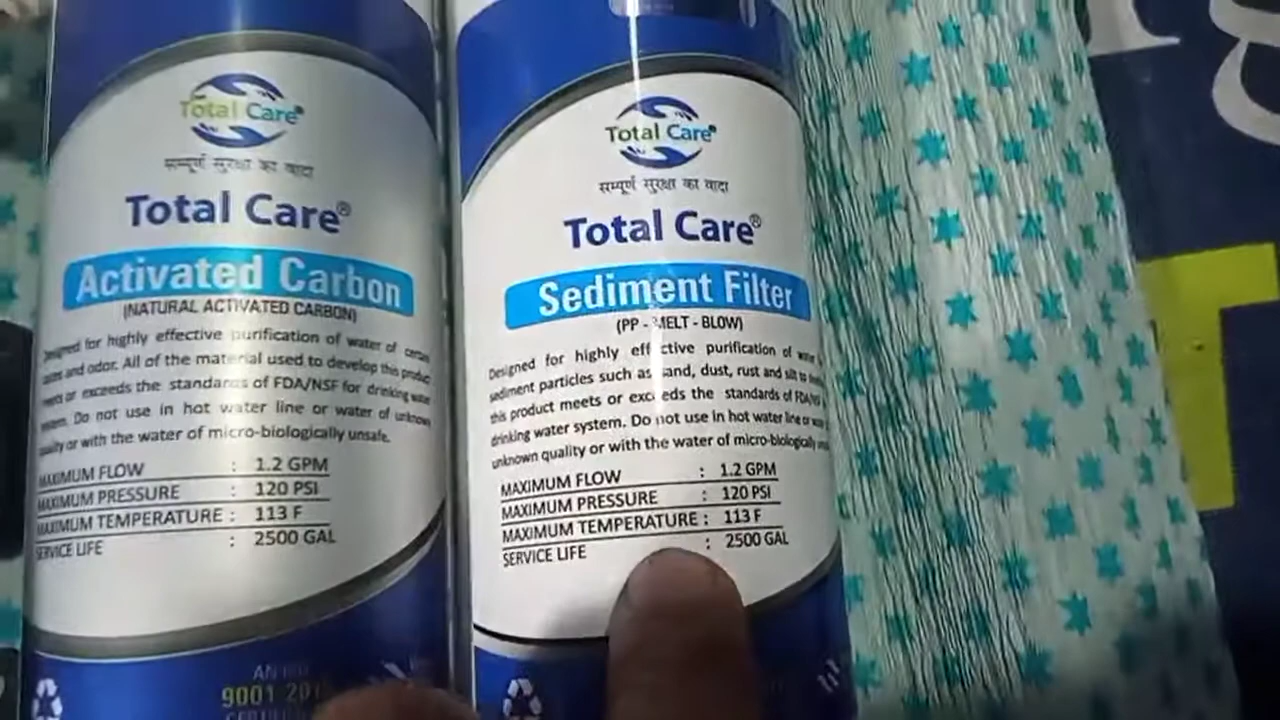 Total Care®
सम्पूर्ण सुरक्षा का वादा
Total Care®
Activated Carbon
(NATURAL ACTIVATED CARBON)
Designed for highly effective purification of water of certain
tastes and odor. All of the material used to develop this product
meets or exceeds the standards of FDA/NSF for drinking water
system. Do not use in hot water line or water of unknown
quality or with the water of micro-biologically unsafe.
MAXIMUM FLOW : 1.2 GPM
MAXIMUM PRESSURE : 120 PSI
MAXIMUM TEMPERATURE : 113 F
SERVICE LIFE : 2500 GAL
9001
Total Care®
सम्पूर्ण सुरक्षा का वादा
Total Care®
Sediment Filter
(PP - MELT - BLOW)
Designed for highly effective purification of
sediment particles such as sand, dust, rust and silt to
this product meets or exceeds the standards of
drinking water system. Do not use in hot water line or
unknown quality or with the water of micro-biologically
MAXIMUM FLOW : 1.2 GPM
MAXIMUM PRESSURE : 120 PSI
MAXIMUM TEMPERATURE : 113 F
SERVICE LIFE : 2500 GAL